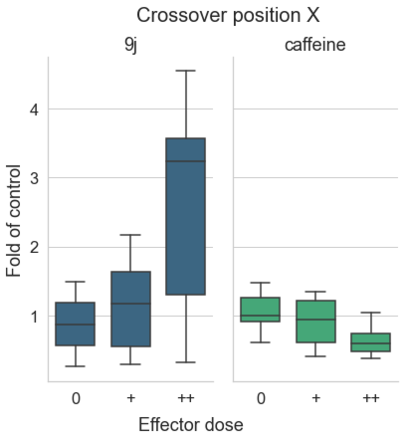 Crossover position X
9j
caffeine
Fold of control
4
3
2
1
0
+
++
0
+
++
Effector dose